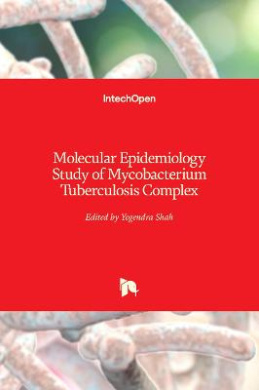 IntechOpen
Molecular Epidemiology
Study of Mycobacterium
Tuberculosis Complex
Edited by Yogendra Shah